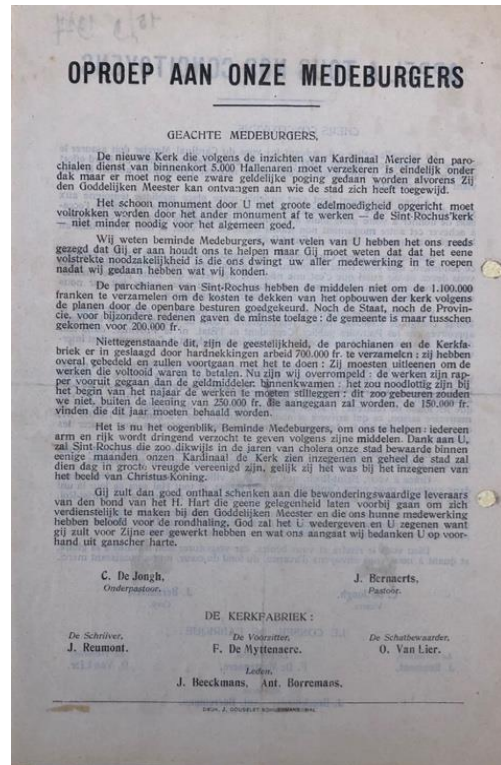 OPROEP AAN ONZE MEDEBURGERS
GEACHTE MEDEBURGERS,
De nieuwe Kerk die volgens de inzichten van Kardinaal Mercier den paro-
chialen dienst van binnenkort 5.000 Hallenaren moet verzekeren is eindelijk onder
dak maar er moet nog eene zware geldelijke poging gedaan worden alvorens Zij
den Goddelijken Meester kan ontvangen aan wie de stad zich heeft toegewijd.
Het schoon monument door U met groote edelmoedigheid opgericht moet
voltrokken worden door het ander monument af te werken — de Sint-Rochus'kerk
— niet minder noodig voor het algemeen goed.
Wij weten beminde Medeburgers, want velen van U hebben het ons reeds
gezegd dat Gij er aan houdt ons te helpen maar Gij moet weten dat dat het eene
volstrekte noodzakelijkheid is die ons dwingt uw aller medewerking in te roepen
nadat wij gedaan hebben wat wij konden.
De parochianen van Sint-Rochus hebben de middelen niet om de 1.100.000
franken te verzamelen om de kosten te dekken van het opbouwen der kerk volgens
de planen door de openbare besturen goedgekeurd. Noch de Staat, noch de Provin-
cie, voor bijzondere redenen gaven de minste toelage : de gemeente is maar tusschen
gekomen voor 200.000 fr.
Niettegenstaande dit, zijn de geestelijkheid, de parochianen en de Kerkfa-
briek er in geslaagd door hardnekkingen arbeid 700.000 fr. te verzamelen : zij hebben
overal gebedeld en zullen voortgaan met het te doen : Zij moesten uitleenen om de
werken die voltooid waren te betalen. Nu zijn wij overrompeld : de werken zijn rap-
per vooruit gegaan dan de geldmiddelen binnenkwamen : het zou noodlottig zijn bij
het begin van het najaar de werken te moeten stilleggen : dit zoo gebeuren zouden
we niet, buiten de leening van 250.000 fr. die aangegaan zal worden, de 150.000 fr.
vinden die dit jaar moeten behaald worden.
Het is nu het oogenblik, Beminde Medeburgers, om ons te helpen : iedereen
arm en rijk wordt dringend verzocht te geven volgens zijne middelen. Dank aan U,
zal Sint-Rochus die zoo dikwijls in de jaren van cholera onze stad bewaarde binnen
eenige maanden onzen Kardinaal de Kerk zien inzegenen en geheel de stad zal
dien dag in groote vreugde vereenigd zijn, gelijk zij het was bij het inzegenen van
het beeld van Christus-Koning.
Gij zult dan goed onthaal schenken aan die bewonderingswaardige leveraars
van den bond van het H. Hart die geene gelegenheid laten voorbij gaan om zich
verdienstelijk te maken bij den Goddelijken Meester en die ons hunne medewerking
hebben beloofd voor de rondhaling, God zal het U wedergeven en U zegenen want
gij zult voor Zijne eer gewerkt hebben en wat ons aangaat wij bedanken U op voor-
hand uit ganscher harte.
C. De Jongh,
Onderpastoor.
J. Bernaerts,
Pastoor.
DE KERKFABRIEK :
De Schrijver,
J. Reumont.
De Voorzitter,
F. De Myttenaere.
De Schatbewaarder,
O. Van Lier.
Leden,
J. Beeckmans, Ant. Borremans.